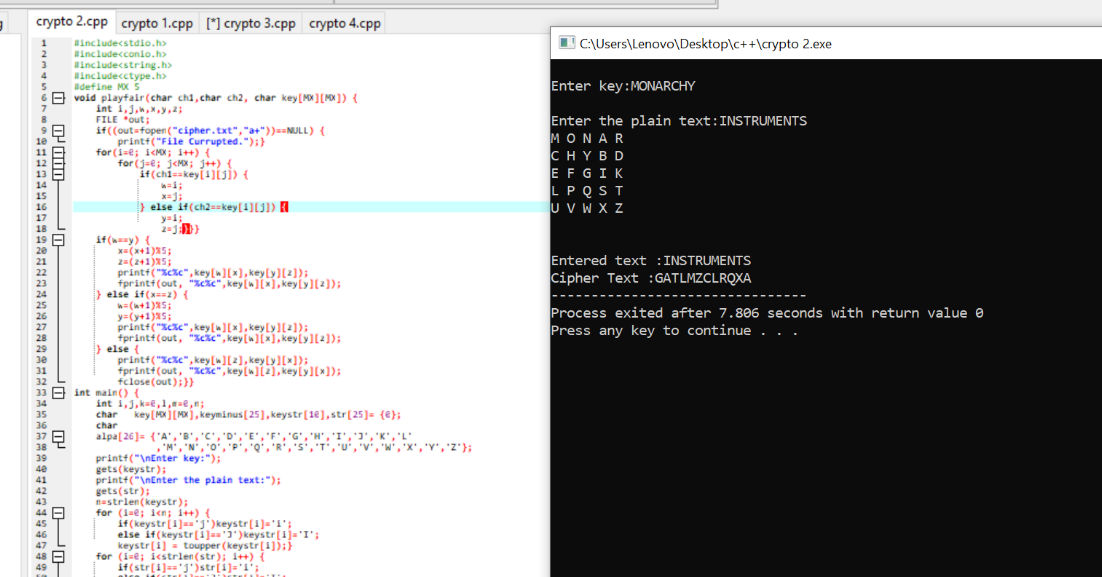 crypto 2.cpp crypto 1.cpp [*] crypto 3.cpp crypto 4.cpp
1 #include<stdio.h>
2 #include<conio.h>
3 #include<string.h>
4 #include<ctype.h>
5 #define MX 5
6 void playfair(char ch1,char ch2, char key[MX][MX]) {
7 int i,j,w,x,y,z;
8 FILE *out;
9 if((out=fopen("cipher.txt","a+"))==NULL) {
10 printf("File Currupted.");}
11 for(i=0; i<MX; i++) {
12 for(j=0; j<MX; j++) {
13 if(ch1==key[i][j]) {
14 w=i;
15 x=j;
16 } else if(ch2==key[i][j]) {
17 y=i;
18 z=j;}}}
19 if(w==y) {
20 x=(x+1)%5;
21 z=(z+1)%5;
22 printf("%c%c",key[w][x],key[y][z]);
23 fprintf(out, "%c%c",key[w][x],key[y][z]);
24 } else if(x==z) {
25 w=(w+1)%5;
26 y=(y+1)%5;
27 printf("%c%c",key[w][x],key[y][z]);
28 fprintf(out, "%c%c",key[w][x],key[y][z]);
29 } else {
30 printf("%c%c",key[w][z],key[y][x]);
31 fprintf(out, "%c%c",key[w][z],key[y][x]);
32 fclose(out);}}
33 int main() {
34 int i,j,k=0,l,m=0,n;
35 char key[MX][MX],keyminus[25],keystr[10],str[25]= {0};
36 char
37 alpa[26]= {'A','B','C','D','E','F','G','H','I','J','K','L'
38 ,'M','N','O','P','Q','R','S','T','U','V','W','X','Y','Z'};
39 printf("\nEnter key:");
40 gets(keystr);
41 printf("\nEnter the plain text:");
42 gets(str);
43 n=strlen(keystr);
44 for (i=0; i<n; i++) {
45 if(keystr[i]=='j')keystr[i]='i';
46 else if(keystr[i]=='J')keystr[i]='I';
47 keystr[i] = toupper(keystr[i]);}
48 for (i=0; i<strlen(str); i++) {
49 if(str[i]=='j')str[i]='i';
C:\Users\Lenovo\Desktop\c++\crypto 2.exe
Enter key:MONARCHY
Enter the plain text:INSTRUMENTS
M O N A R
C H Y B D
E F G I K
L P Q S T
U V W X Z
Entered text :INSTRUMENTS
Cipher Text :GATLMZCLRQXA
--------------------------------
Process exited after 7.806 seconds with return value 0
Press any key to continue . . .